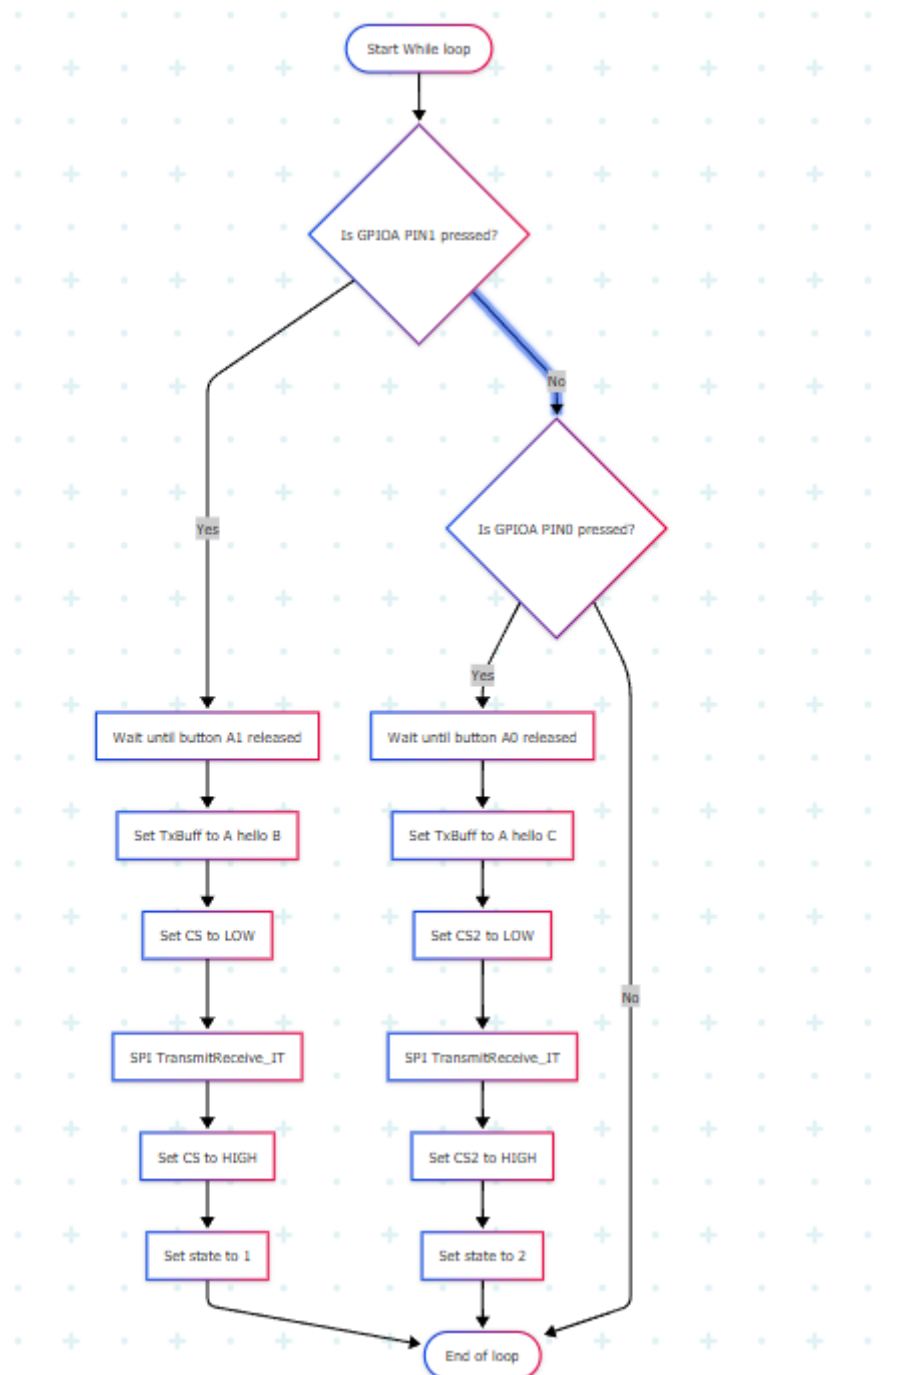 Start While loop
Is GPIOA PIN1 pressed?
No
Yes
Is GPIOA PIN0 pressed?
Yes
No
Wait until button A1 released
Wait until button A0 released
Set TxBuff to A hello B
Set TxBuff to A hello C
Set CS to LOW
Set CS2 to LOW
SPI TransmitReceive_IT
SPI TransmitReceive_IT
Set CS to HIGH
Set CS2 to HIGH
Set state to 1
Set state to 2
End of loop